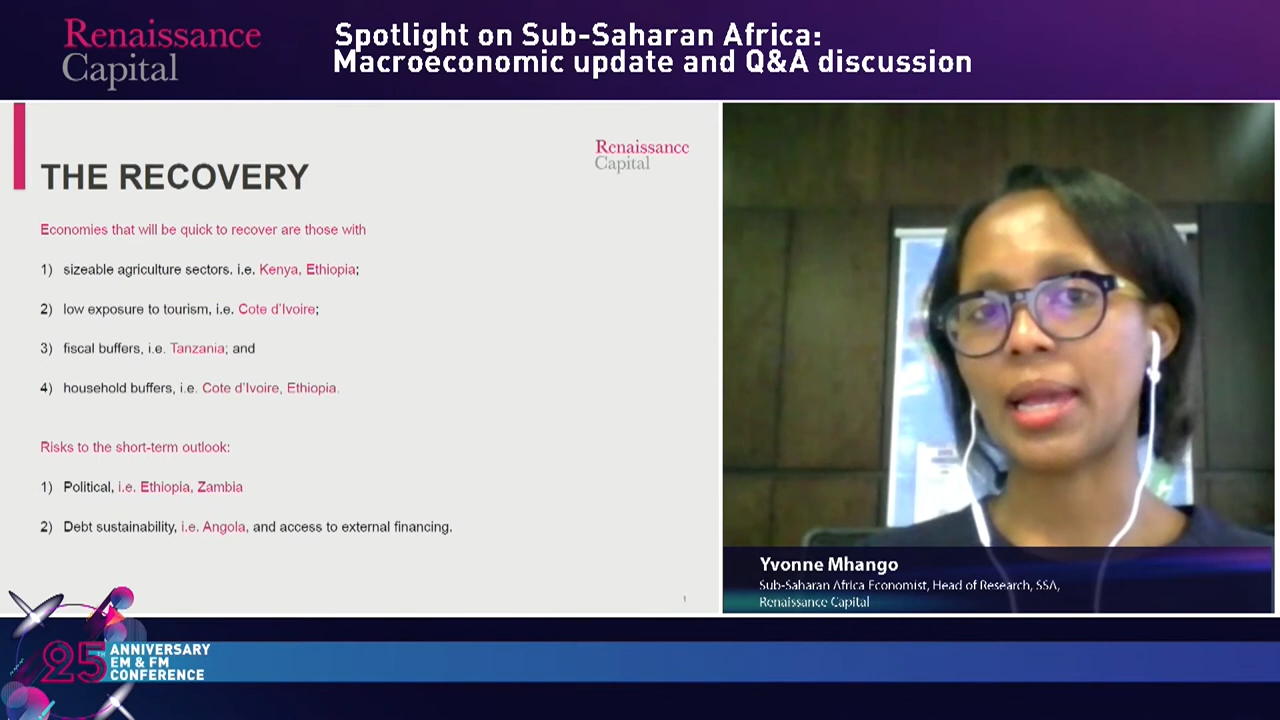 Renaissance
Capital
Spotlight on Sub-Saharan Africa:
Macroeconomic update and Q&A discussion
Renaissance
Capital
THE RECOVERY
Economies that will be quick to recover are those with
1) sizeable agriculture sectors. i.e. Kenya, Ethiopia;
2) low exposure to tourism, i.e. Cote d'Ivoire;
3) fiscal buffers, i.e. Tanzania; and
4) household buffers, i.e. Cote d'Ivoire, Ethiopia.
Risks to the short-term outlook:
1) Political, i.e. Ethiopia, Zambia
2) Debt sustainability, i.e. Angola, and access to external financing.
1
Yvonne Mhango
Sub-Saharan Africa Economist, Head of Research, SSA,
Renaissance Capital
25TH
ANNIVERSARY
EM & FM
CONFERENCE